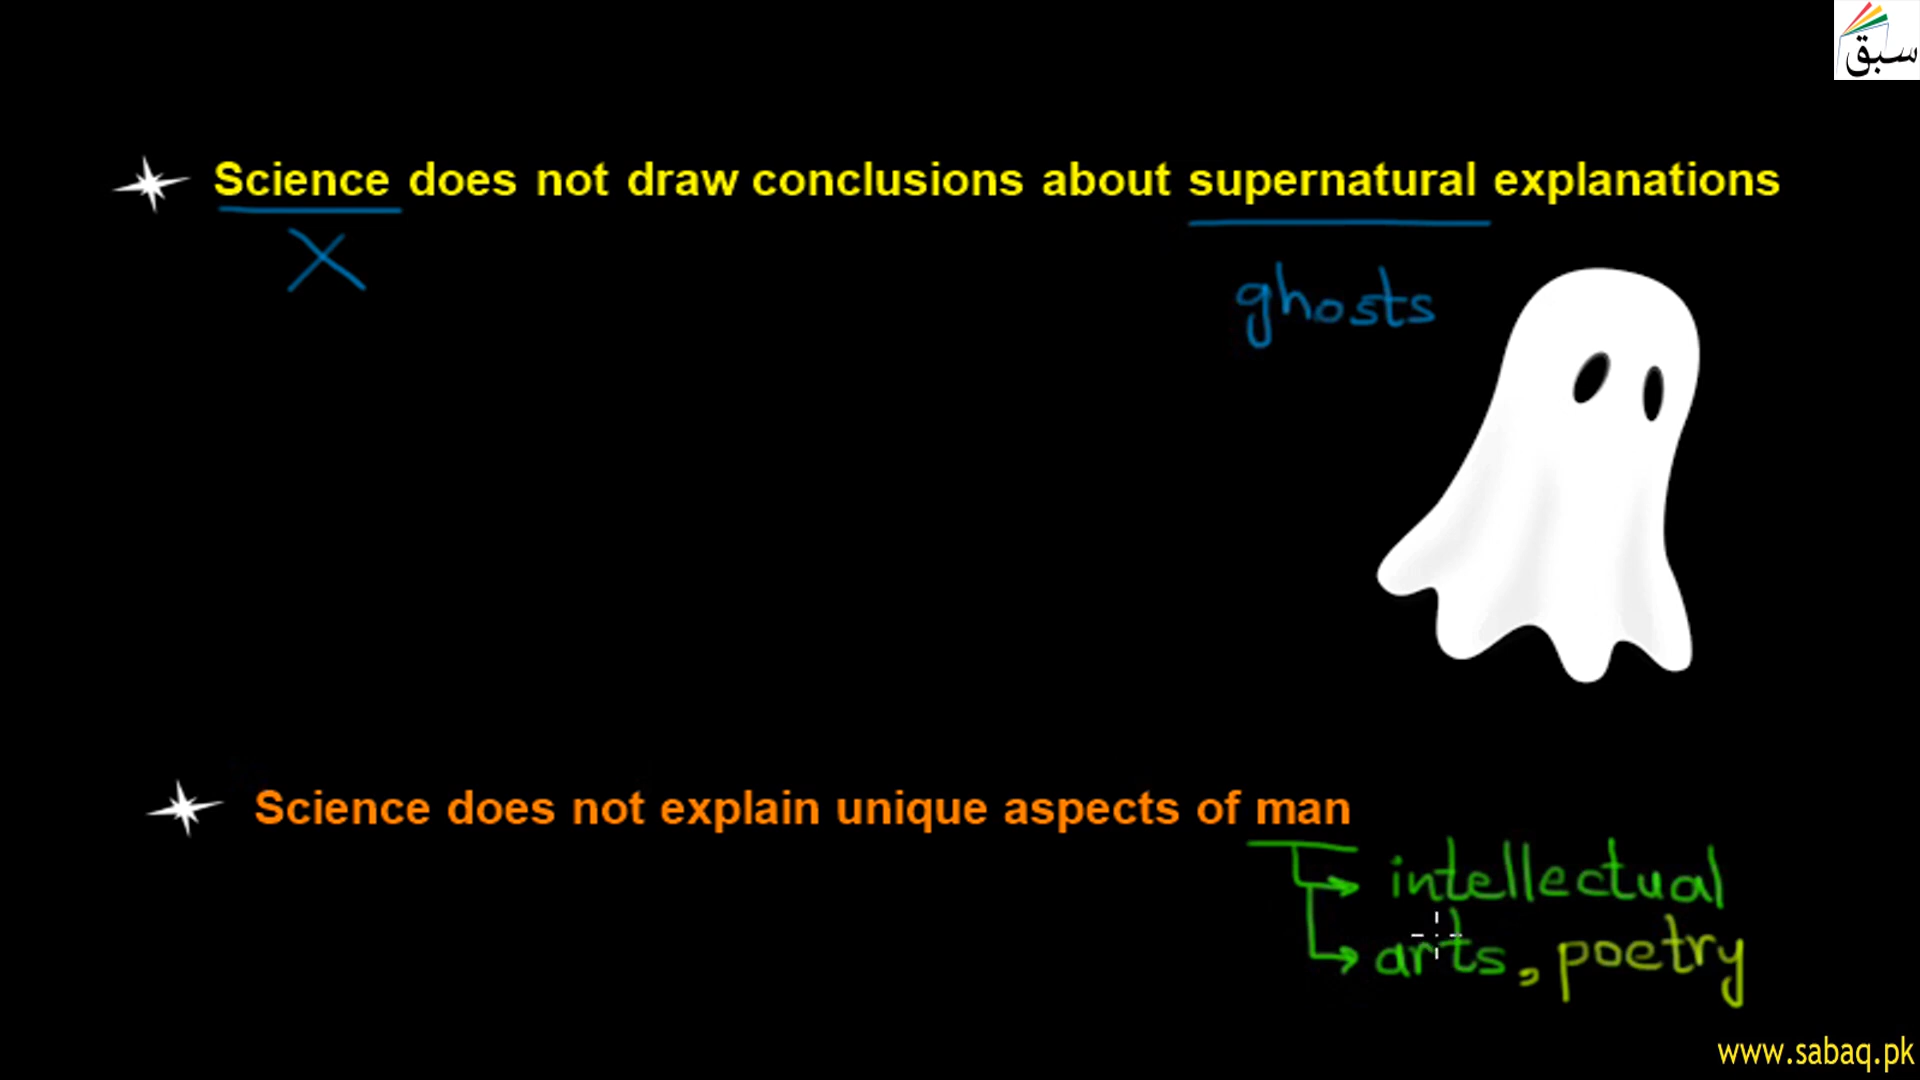 سبق
Science does not draw conclusions about supernatural explanations
X
ghosts
Science does not explain unique aspects of man
intellectual
arts, poetry
www.sabaq.pk